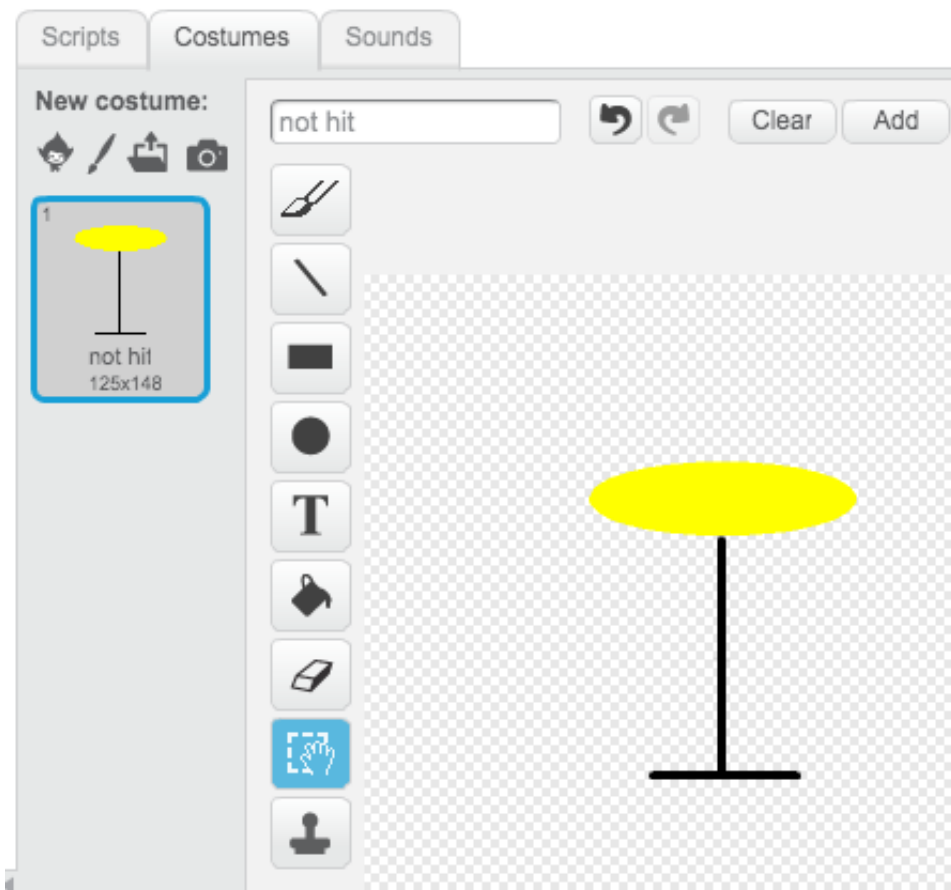 Scripts Costumes Sounds
New costume:
not hit
Clear Add
1
not hit
125x148
T